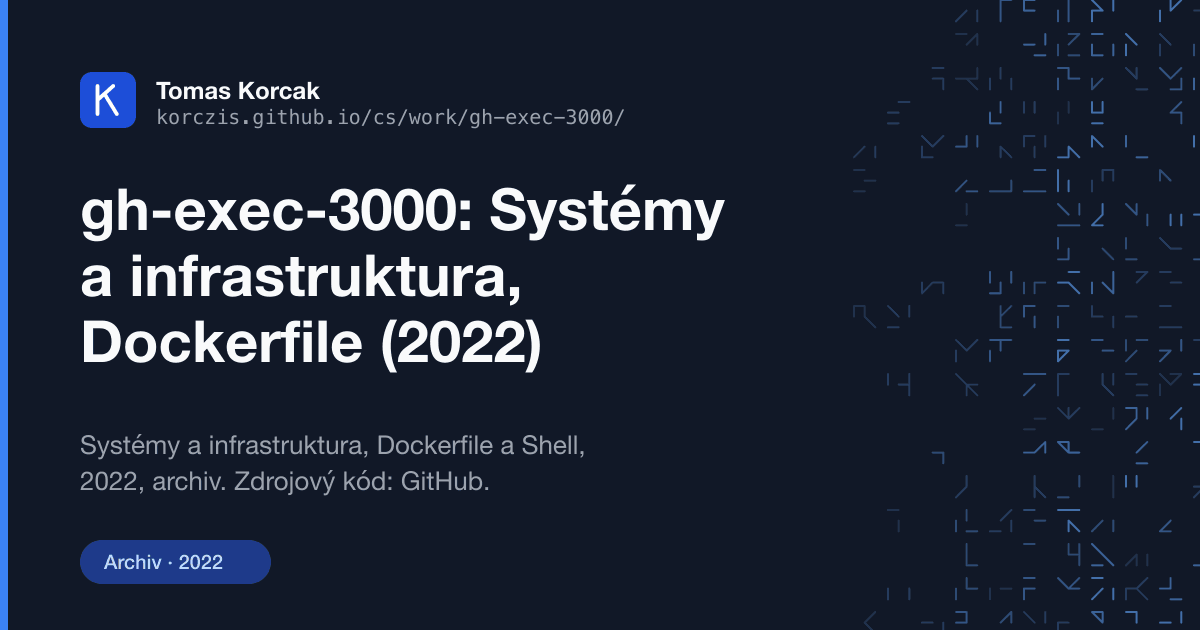 K
Tomas Korcak
korczis.github.io/cs/work/gh-exec-3000/
gh-exec-3000: Systémy
a infrastruktura,
Dockerfile (2022)
Systémy a infrastruktura, Dockerfile a Shell,
2022, archiv. Zdrojový kód: GitHub.
Archiv · 2022